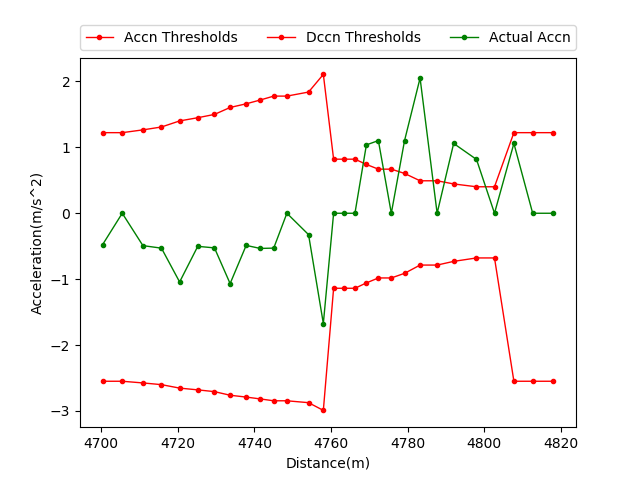 Accn Thresholds Dccn Thresholds Actual Accn
2
1
0
−1
−2
−3
Acceleration(m/s^2)
4700 4720 4740 4760 4780 4800 4820
Distance(m)